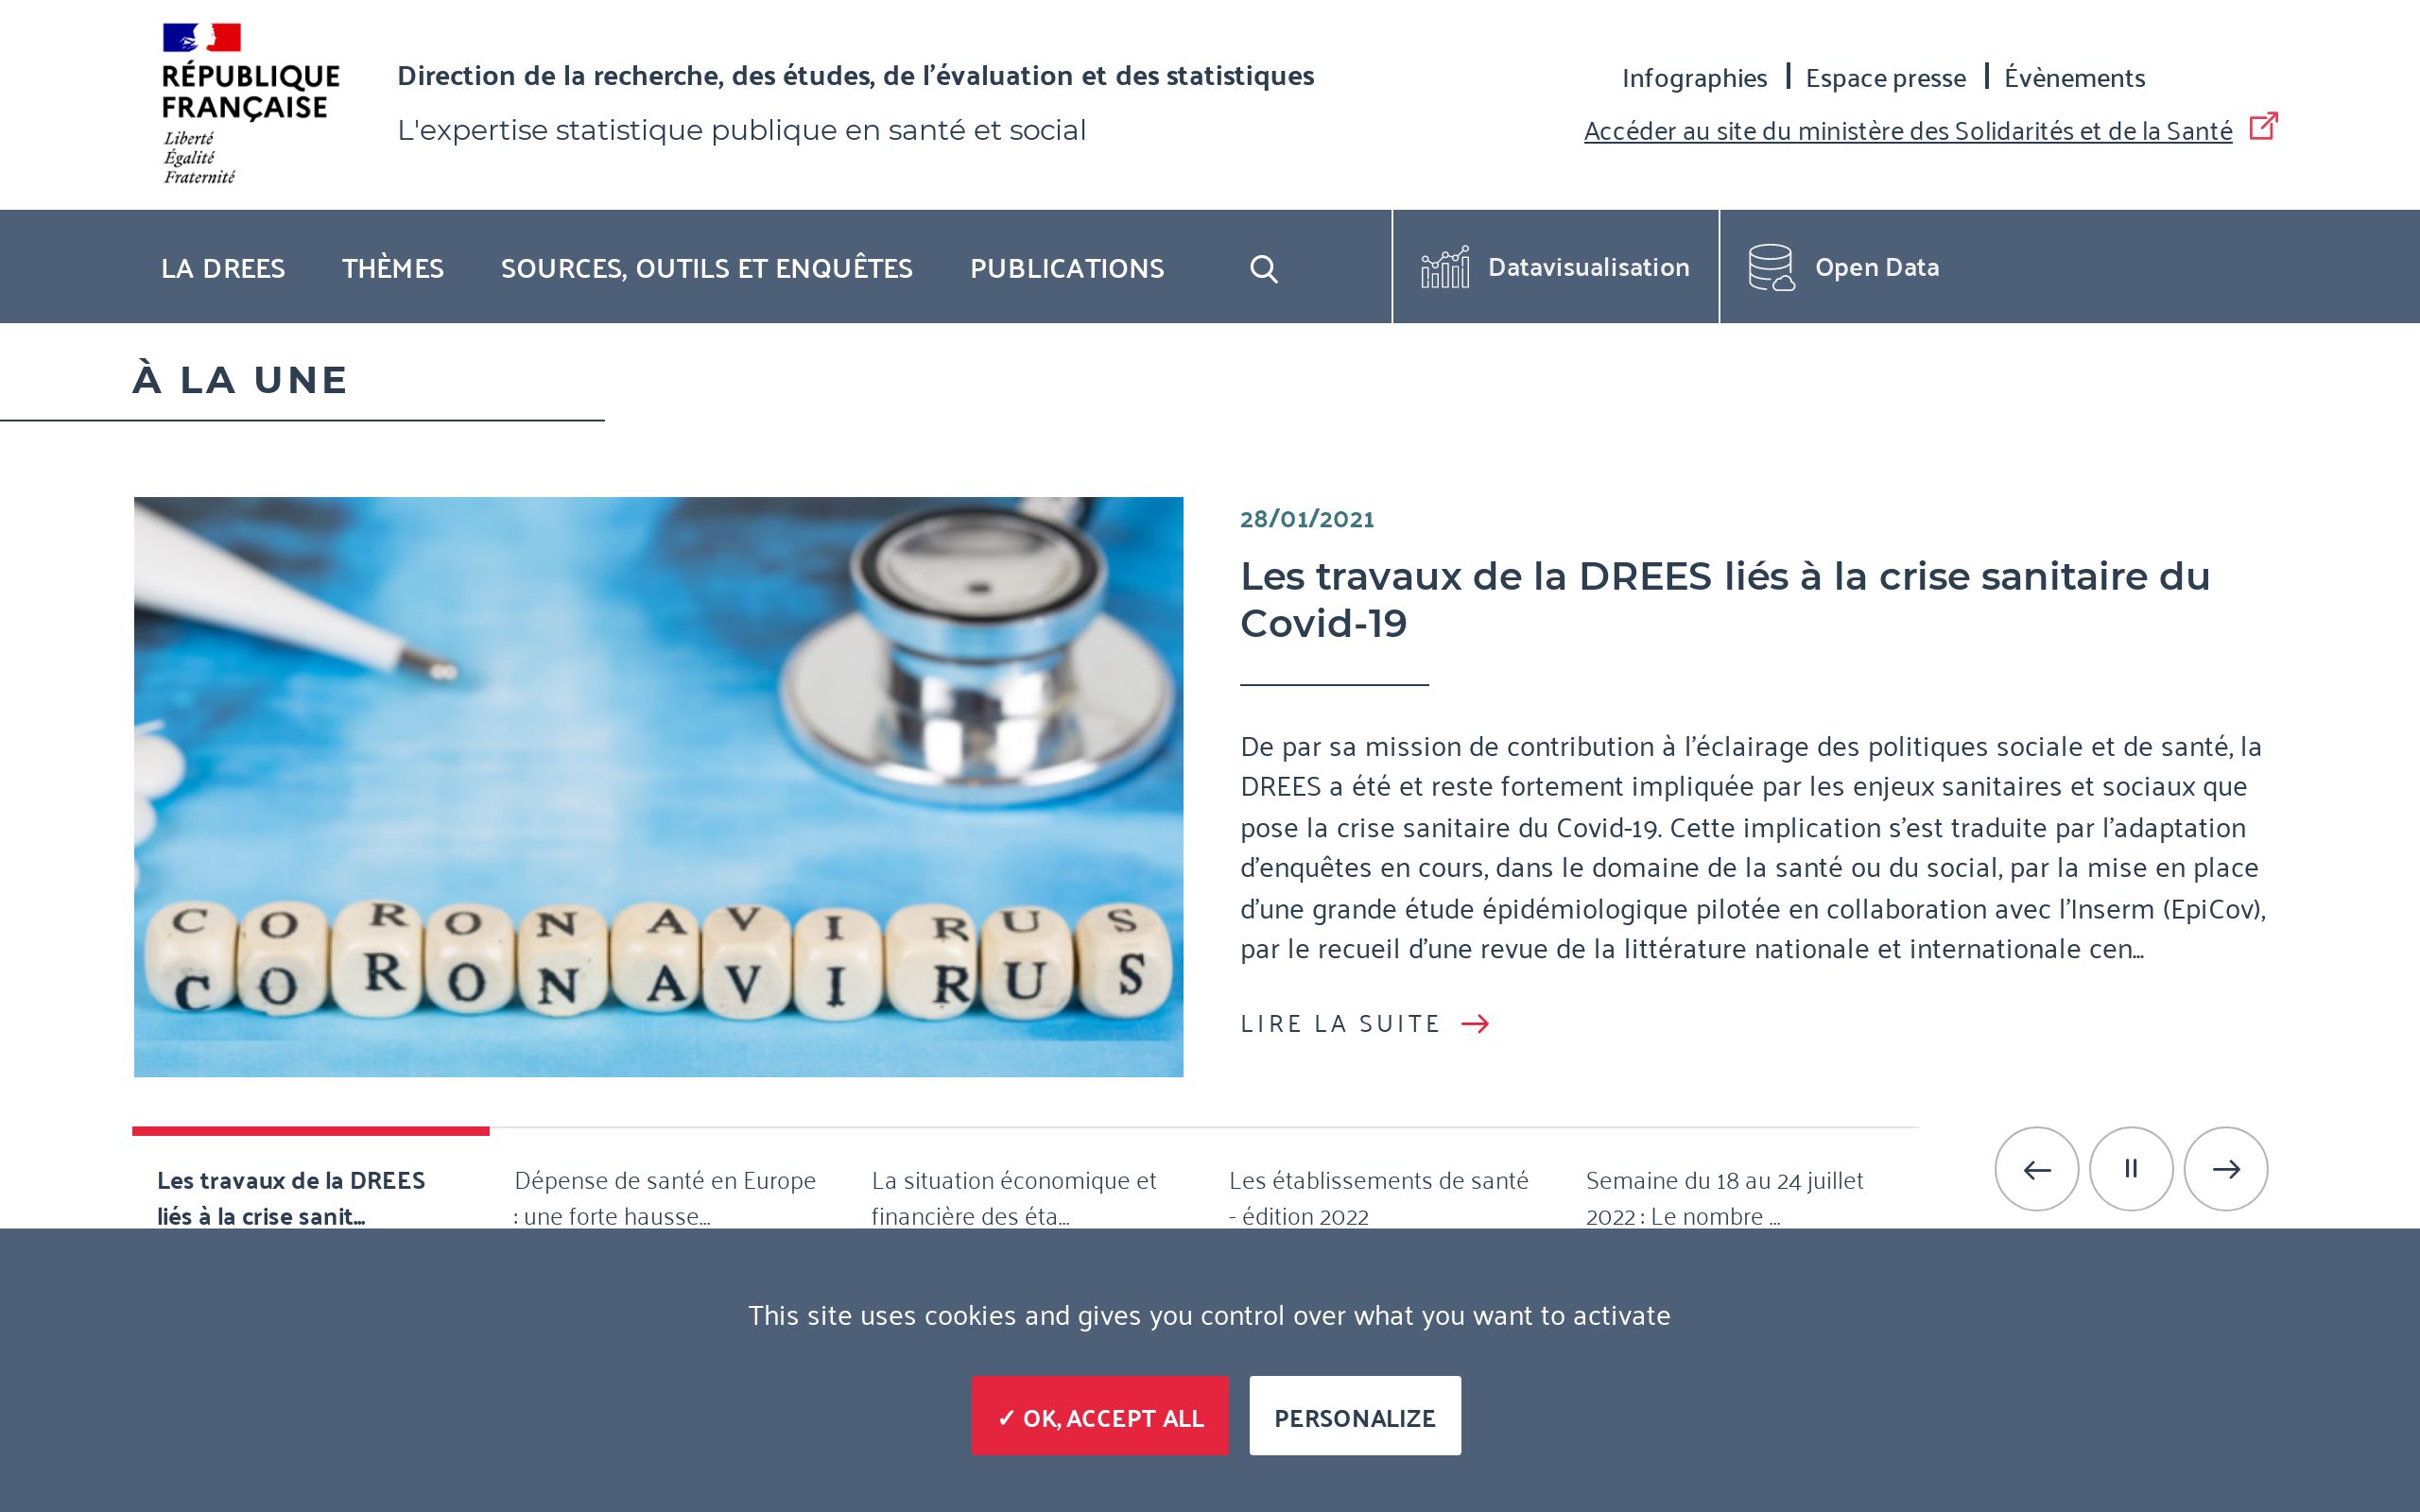 RÉPUBLIQUE
FRANÇAISE
Liberté
Égalité
Fraternité
Direction de la recherche, des études, de l'évaluation et des statistiques
L'expertise statistique publique en santé et social
Infographies
Espace presse
Évènements
Accéder au site du ministère des Solidarités et de la Santé
LA DREES
THÈMES
SOURCES, OUTILS ET ENQUÊTES
PUBLICATIONS
Datavisualisation
Open Data
À LA UNE
CORONAVIRUS
CORONAVIRUS
28/01/2021
Les travaux de la DREES liés à la crise sanitaire du
Covid-19
De par sa mission de contribution à l'éclairage des politiques sociale et de santé, la
DREES a été et reste fortement impliquée par les enjeux sanitaires et sociaux que
pose la crise sanitaire du Covid-19. Cette implication s'est traduite par l'adaptation
d'enquêtes en cours, dans le domaine de la santé ou du social, par la mise en place
d'une grande étude épidémiologique pilotée en collaboration avec l'Inserm (EpiCov),
par le recueil d'une revue de la littérature nationale et internationale cen...
LIRE LA SUITE
Les travaux de la DREES
liés à la crise sanit...
Dépense de santé en Europe
: une forte hausse...
La situation économique et
financière des éta...
Les établissements de santé
- édition 2022
Semaine du 18 au 24 juillet
2022 : Le nombre ...
This site uses cookies and gives you control over what you want to activate
✓ OK, ACCEPT ALL
PERSONALIZE